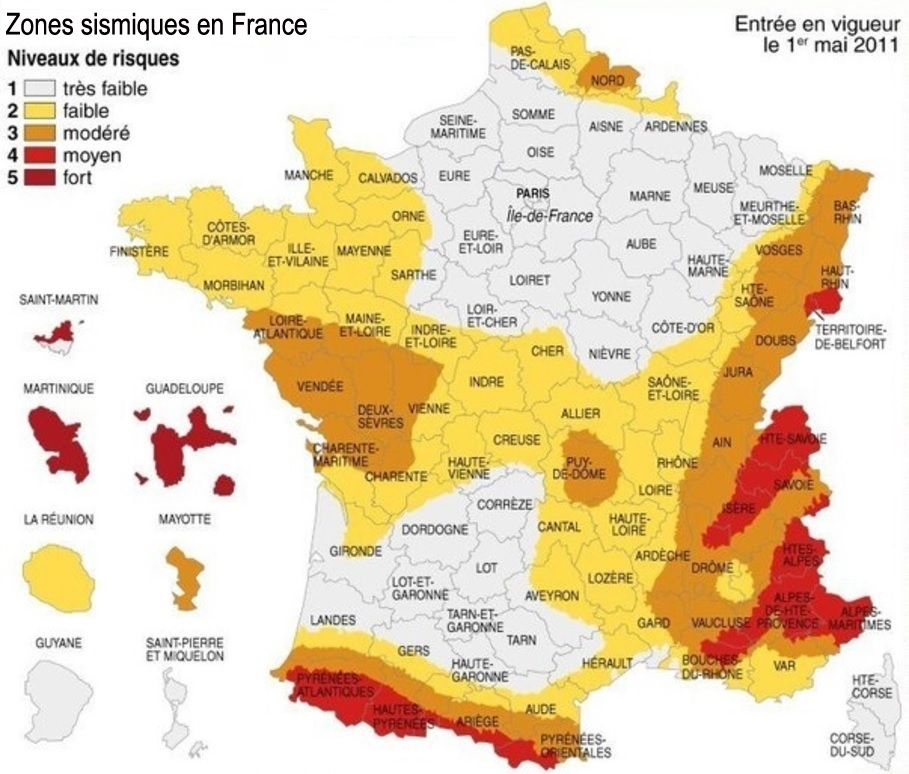 Zones sismiques en France
Entrée en vigueur
le 1er mai 2011
Niveaux de risques
1 très faible
2 faible
3 modéré
4 moyen
5 fort
PAS-
DE-CALAIS
NORD
SOMME
SEINE-
MARITIME
AISNE
ARDENNES
OISE
MANCHE
CALVADOS
EURE
MOSELLE
PARIS
Île-de-France
MARNE
MEUSE
MEURTHE-
ET-MOSELLE
BAS-
RHIN
ORNE
FINISTÈRE
CÔTES-
D'ARMOR
ILLE-
ET-VILAINE
MAYENNE
EURE-
ET-LOIR
AUBE
VOSGES
HAUTE-
MARNE
HAUT-
RHIN
MORBIHAN
SARTHE
LOIRET
YONNE
HTE-
SAÔNE
SAINT-MARTIN
LOIRE-
ATLANTIQUE
MAINE-
ET-LOIRE
INDRE-
ET-LOIRE
LOIR-
ET-CHER
CÔTE-D'OR
TERRITOIRE-
DE-BELFORT
CHER
NIÈVRE
DOUBS
JURA
MARTINIQUE
GUADELOUPE
VENDÉE
INDRE
SAÔNE-
ET-LOIRE
DEUX-
SÈVRES
VIENNE
ALLIER
CREUSE
AIN
HTE-SAVOIE
CHARENTE-
MARITIME
CHARENTE
HAUTE-
VIENNE
PUY-
DE-DÔME
RHÔNE
LOIRE
SAVOIE
CORRÈZE
ISÈRE
LA RÉUNION
MAYOTTE
DORDOGNE
CANTAL
HAUTE-
LOIRE
GIRONDE
ARDÈCHE
DRÔME
HTES-
ALPES
LOT
LOT-ET-
GARONNE
LOZÈRE
AVEYRON
LANDES
TARN-ET-
GARONNE
TARN
GARD
VAUCLUSE
ALPES-
DE-HTE-
PROVENCE
ALPES-
MARITIMES
GUYANE
SAINT-PIERRE
ET MIQUELON
GERS
HAUTE-
GARONNE
HÉRAULT
BOUCHES-
DU-RHÔNE
VAR
PYRÉNÉES-
ATLANTIQUES
HAUTES-
PYRÉNÉES
ARIÈGE
AUDE
PYRÉNÉES-
ORIENTALES
HTE-
CORSE
CORSE-
DU-SUD